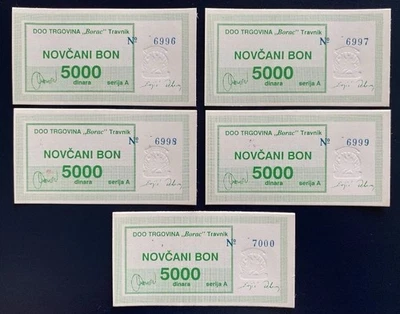 DOO TRGOVINA „Borac" Travnik
№ 6996
NOVČANI BON
5000
dinara serija A
DOO TRGOVINA „Borac" Travnik
№ 6997
NOVČANI BON
5000
dinara serija A
DOO TRGOVINA „Borac" Travnik
№ 6998
NOVČANI BON
5000
dinara serija A
DOO TRGOVINA „Borac" Travnik
№ 6999
NOVČANI BON
5000
dinara serija A
DOO TRGOVINA „Borac" Travnik
№ 7000
NOVČANI BON
5000
dinara serija A